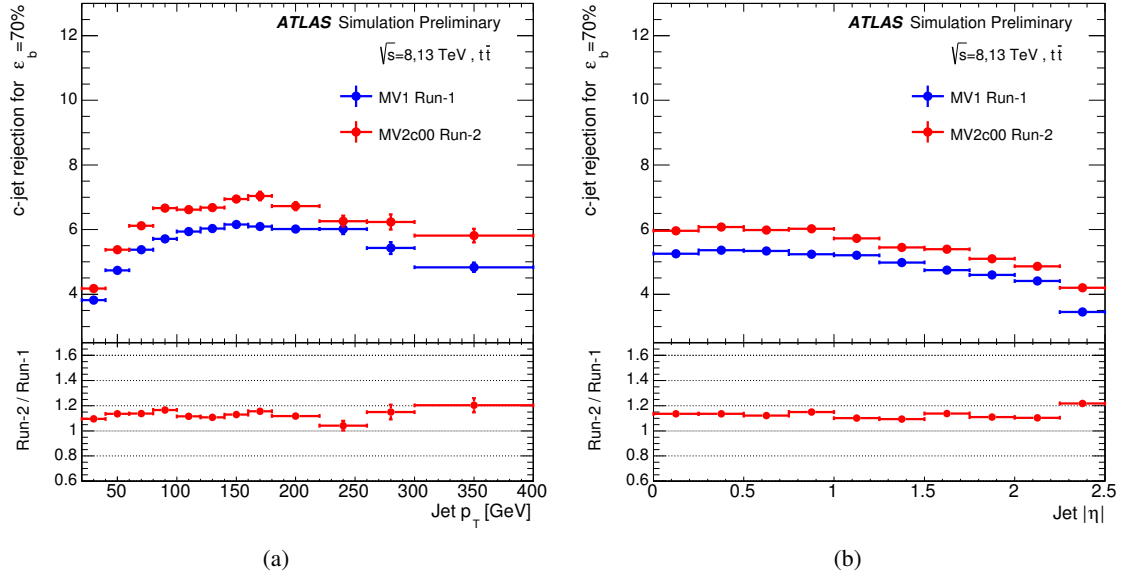 ATLAS Simulation Preliminary
√s=8,13 TeV , tt̄
MV1 Run-1
MV2c00 Run-2
c-jet rejection for ε_b=70%
12
10
8
6
4
Run-2 / Run-1
1.6
1.4
1.2
1
0.8
0.6
50 100 150 200 250 300 350 400
Jet p_T [GeV]
(a)
ATLAS Simulation Preliminary
√s=8,13 TeV , tt̄
MV1 Run-1
MV2c00 Run-2
c-jet rejection for ε_b=70%
12
10
8
6
4
Run-2 / Run-1
1.6
1.4
1.2
1
0.8
0.6
0 0.5 1 1.5 2 2.5
Jet |η|
(b)